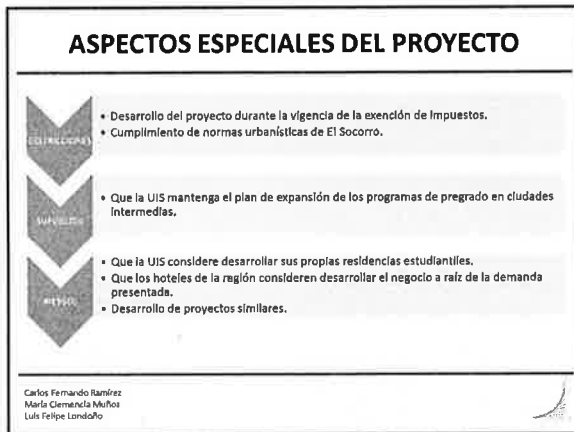 ASPECTOS ESPECIALES DEL PROYECTO
RESTRICCIONES
• Desarrollo del proyecto durante la vigencia de la exención de impuestos.
• Cumplimiento de normas urbanísticas de El Socorro.
SUPUESTOS
• Que la UIS mantenga el plan de expansión de los programas de pregrado en ciudades
intermedias.
RIESGOS
• Que la UIS considere desarrollar sus propias residencias estudiantiles.
• Que los hoteles de la región consideren desarrollar el negocio a raíz de la demanda
presentada.
• Desarrollo de proyectos similares.
Carlos Fernando Ramírez
María Clemencia Muñoz
Luis Felipe Londoño